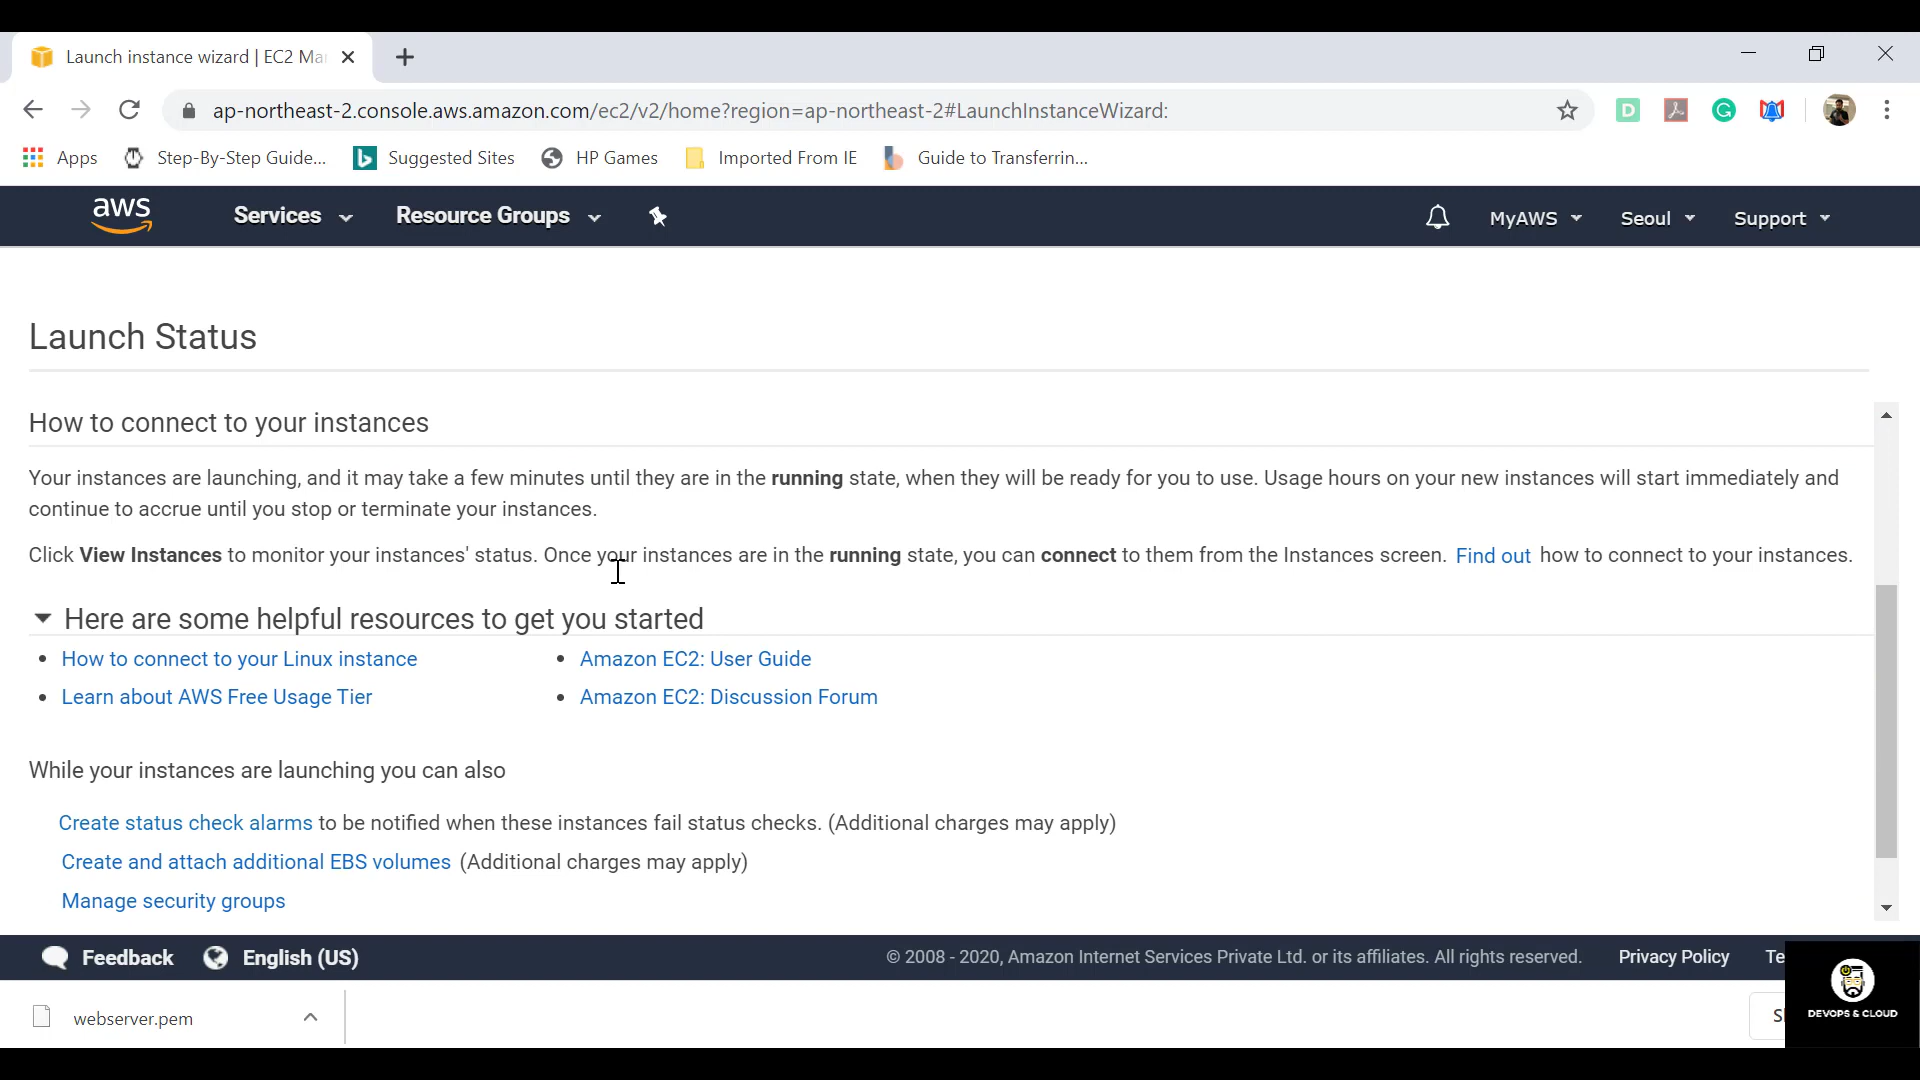 Launch instance wizard | EC2 Ma
ap-northeast-2.console.aws.amazon.com/ec2/v2/home?region=ap-northeast-2#LaunchInstanceWizard:
Apps Step-By-Step Guide... Suggested Sites HP Games Imported From IE Guide to Transferrin...
aws Services Resource Groups MyAWS Seoul Support
Launch Status
How to connect to your instances
Your instances are launching, and it may take a few minutes until they are in the running state, when they will be ready for you to use. Usage hours on your new instances will start immediately and
continue to accrue until you stop or terminate your instances.
Click View Instances to monitor your instances' status. Once your instances are in the running state, you can connect to them from the Instances screen. Find out how to connect to your instances.
Here are some helpful resources to get you started
• How to connect to your Linux instance • Amazon EC2: User Guide
• Learn about AWS Free Usage Tier • Amazon EC2: Discussion Forum
While your instances are launching you can also
Create status check alarms to be notified when these instances fail status checks. (Additional charges may apply)
Create and attach additional EBS volumes (Additional charges may apply)
Manage security groups
Feedback English (US) © 2008 - 2020, Amazon Internet Services Private Ltd. or its affiliates. All rights reserved. Privacy Policy Te
webserver.pem
DEVOPS & CLOUD